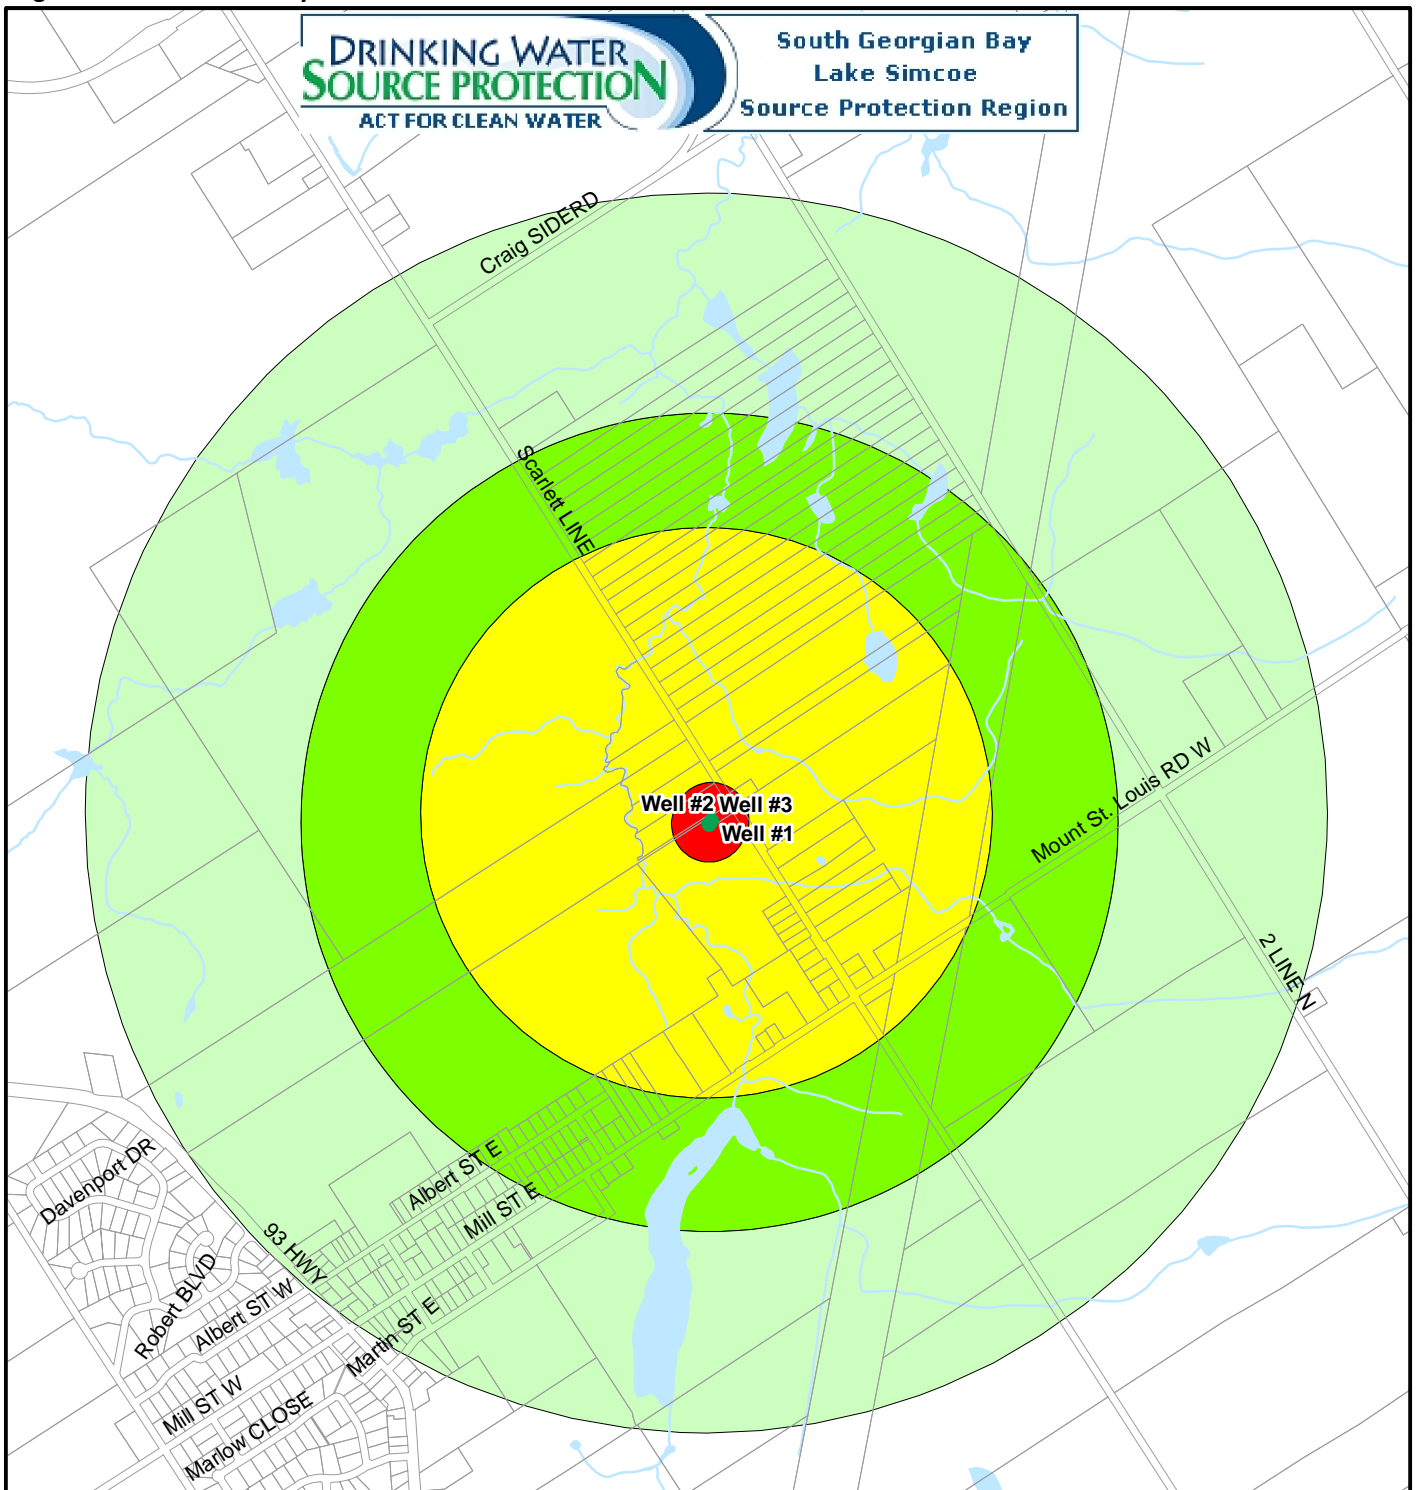 DRINKING WATER
SOURCE PROTECTION
ACT FOR CLEAN WATER
South Georgian Bay
Lake Simcoe
Source Protection Region
Craig SIDERD
Scarlett LINE
Well #2
Well #3
Well #1
Mount St. Louis RD W
2 LINE N
Albert ST E
Mill ST E
Davenport DR
93 HWY
Robert BLVD
Albert ST W
Martin ST E
Mill ST W
Marlow CLOSE